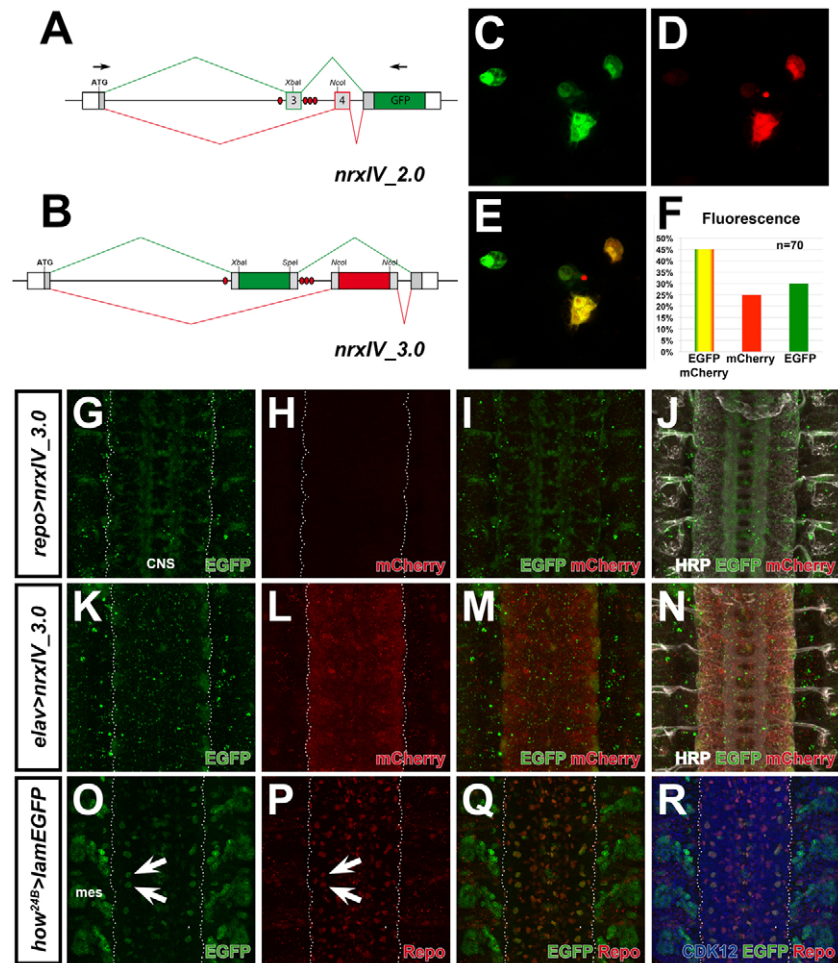 A
ATG
XbaI
NcoI
3
4
GFP
nrxIV_2.0
B
ATG
XbaI
SpeI
NcoI
NcoI
nrxIV_3.0
C
D
E
F
Fluorescence
n=70
50%
45%
40%
35%
30%
25%
20%
15%
10%
5%
0%
EGFP mCherry EGFP
mCherry
repo>nrxIV_3.0
G
CNS
EGFP
H
mCherry
I
EGFP mCherry
J
HRP EGFP mCherry
elav>nrxIV_3.0
K
EGFP
L
mCherry
M
EGFP mCherry
N
HRP EGFP mCherry
how24B>lamEGFP
O
mes
EGFP
P
Repo
Q
EGFP Repo
R
CDK12 EGFP Repo